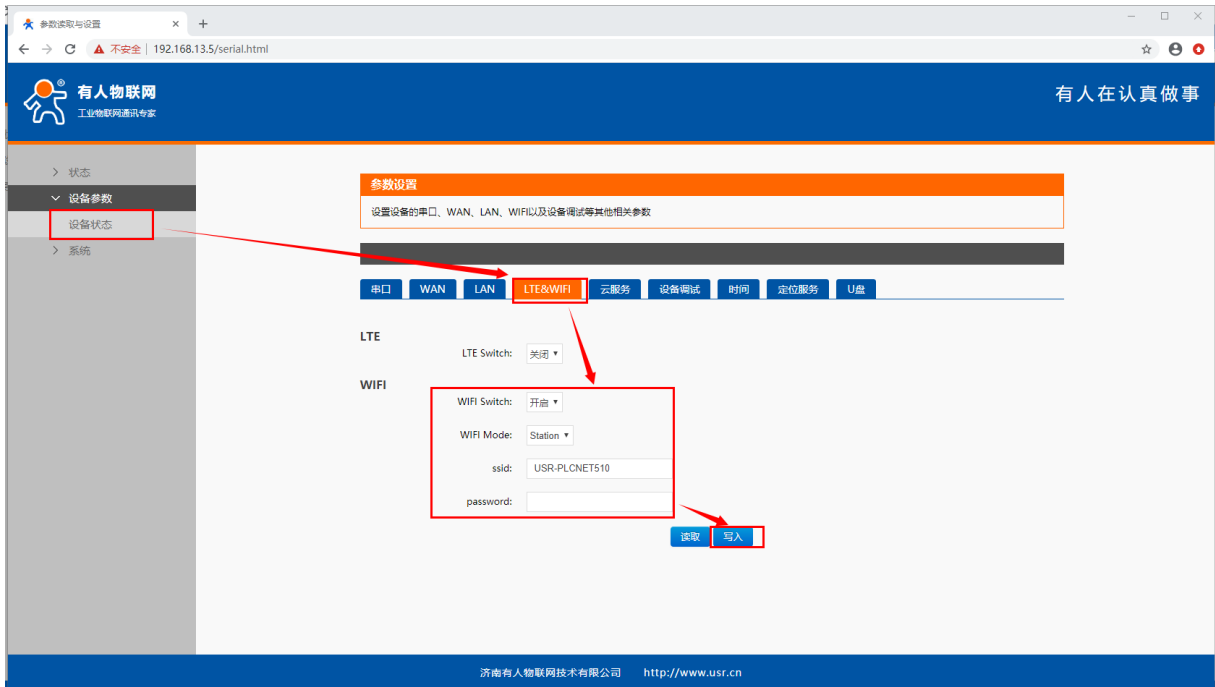 参数读取与设置
不安全 | 192.168.13.5/serial.html
有人物联网
工业物联网通讯专家
有人在认真做事
状态
设备参数
设备状态
系统
参数设置
设置设备的串口、WAN、LAN、WIFI以及设备调试等其他相关参数
串口 WAN LAN LTE&WIFI 云服务 设备调试 时间 定位服务 U盘
LTE
LTE Switch: 关闭
WIFI
WIFI Switch: 开启
WIFI Mode: Station
ssid: USR-PLCNET510
password:
读取 写入
济南有人物联网技术有限公司 http://www.usr.cn